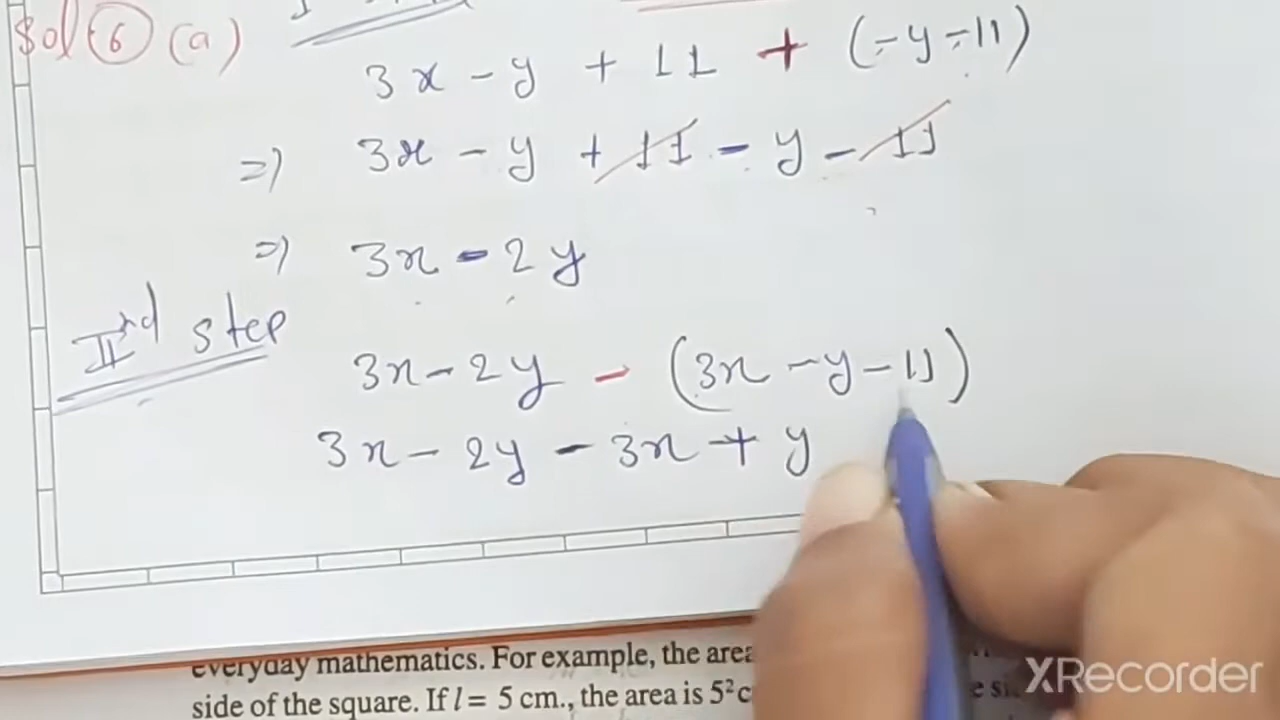 Sol 6 (a)
3x - y + 11 + (-y-11)
=) 3x - y + 11 - y - 11
=) 3x - 2y
IInd step
3x - 2y - (3x - y - 11)
3x - 2y - 3x + y
everyday mathematics. For example, the area
side of the square. If l = 5 cm., the area is 5²c
XRecorder